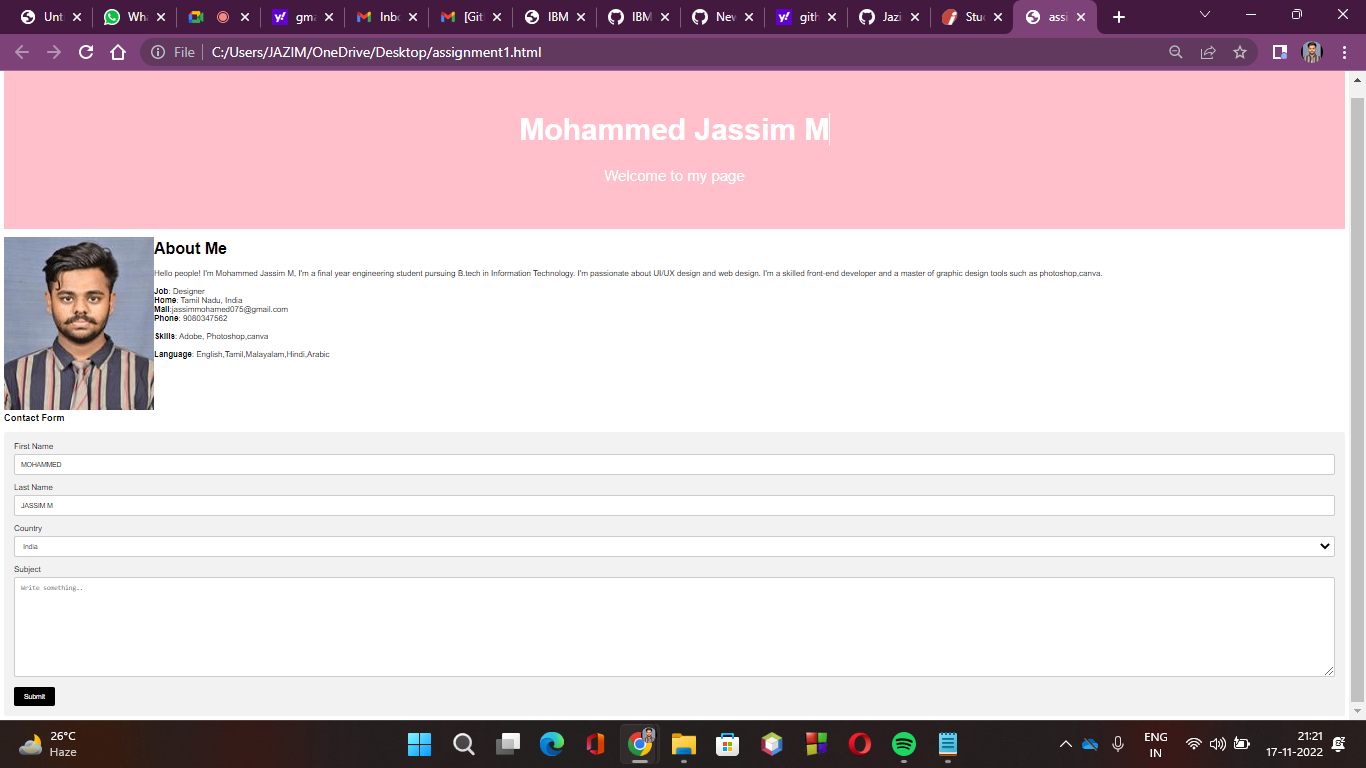 Unti
Wha
gma
Inbo
[Git
IBM
IBM
New
gith
Jazi
Stu
assi
File
C:/Users/JAZIM/OneDrive/Desktop/assignment1.html
Mohammed Jassim M
Welcome to my page
About Me
Hello people! I'm Mohammed Jassim M, I'm a final year engineering student pursuing B.tech in Information Technology. I'm passionate about UI/UX design and web design. I'm a skilled front-end developer and a master of graphic design tools such as photoshop,canva.
Job: Designer
Home: Tamil Nadu, India
Mail:jassimmohamed075@gmail.com
Phone: 9080347562
Skills: Adobe, Photoshop,canva
Language: English,Tamil,Malayalam,Hindi,Arabic
Contact Form
First Name
MOHAMMED
Last Name
JASSIM M
Country
India
Subject
Write something..
Submit
26°C
Haze
ENG
IN
21:21
17-11-2022